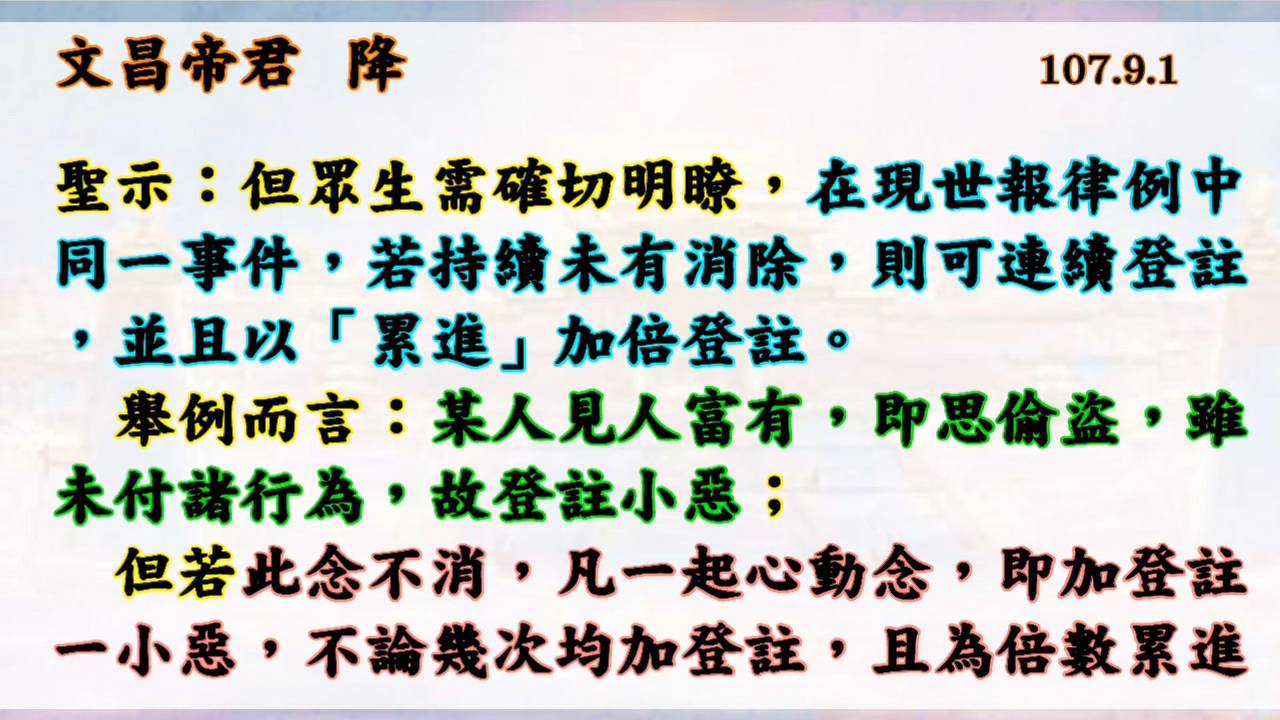 文昌帝君 降 107.9.1
聖示：但眾生需確切明瞭，在現世報律例中
同一事件，若持續未有消除，則可連續登註
，並且以「累進」加倍登註。
舉例而言：某人見人富有，即思偷盜，雖
未付諸行為，故登註小惡；
但若此念不消，凡一起心動念，即加登註
一小惡，不論幾次均加登註，且為倍數累進